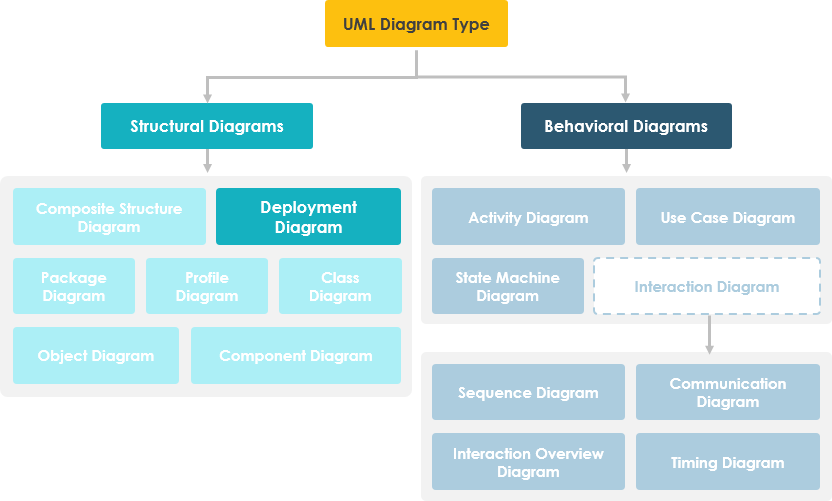 UML Diagram Type
Structural Diagrams
Behavioral Diagrams
Composite Structure
Diagram
Deployment
Diagram
Package
Diagram
Profile
Diagram
Class
Diagram
Object Diagram
Component Diagram
Activity Diagram
Use Case Diagram
State Machine
Diagram
Interaction Diagram
Sequence Diagram
Communication
Diagram
Interaction Overview
Diagram
Timing Diagram